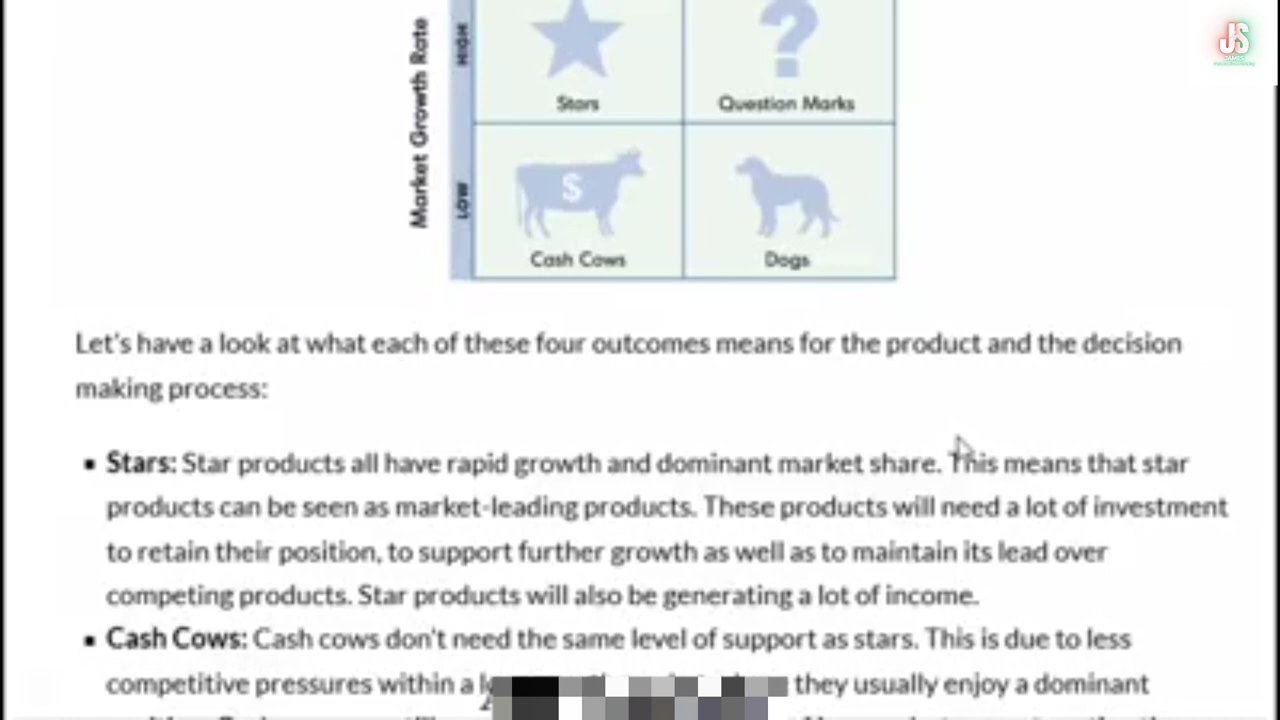 JS
Market Growth Rate
HIGH
Stars
Question Marks
LOW
$
Cash Cows
Dogs
Let's have a look at what each of these four outcomes means for the product and the decision
making process:
▪ Stars: Star products all have rapid growth and dominant market share. This means that star
products can be seen as market-leading products. These products will need a lot of investment
to retain their position, to support further growth as well as to maintain its lead over
competing products. Star products will also be generating a lot of income.
▪ Cash Cows: Cash cows don't need the same level of support as stars. This is due to less
competitive pressures within a they usually enjoy a dominant